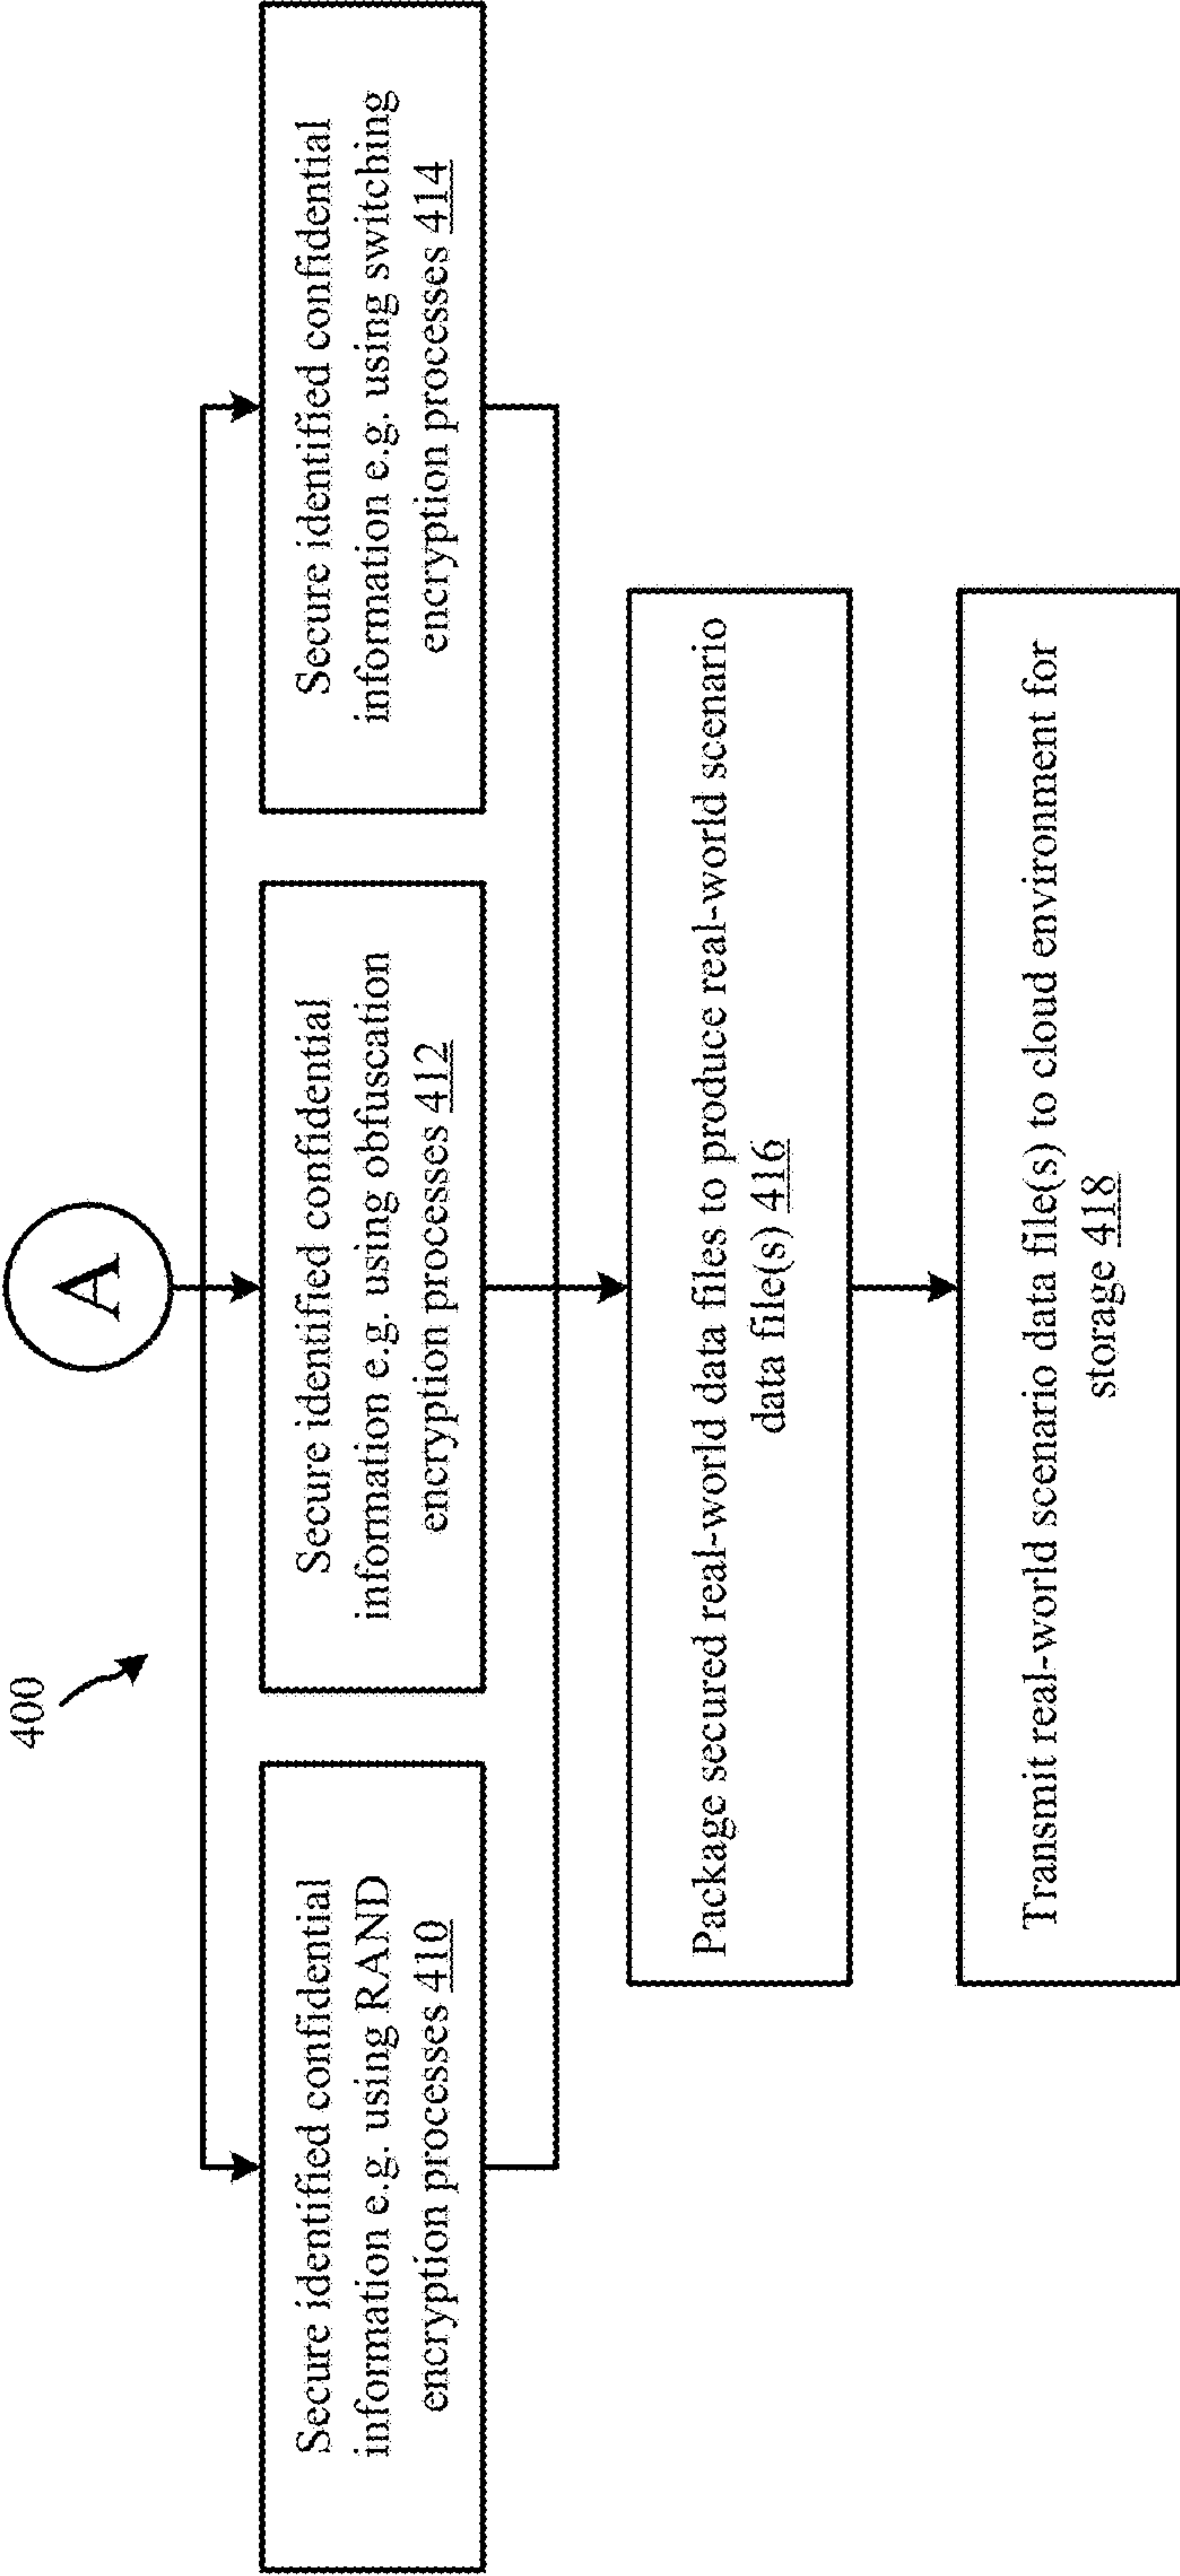 400
A
Secure identified confidential
information e.g. using RAND
encryption processes 410
Secure identified confidential
information e.g. using obfuscation
encryption processes 412
Secure identified confidential
information e.g. using switching
encryption processes 414
Package secured real-world data files to produce real-world scenario
data file(s) 416
Transmit real-world scenario data file(s) to cloud environment for
storage 418